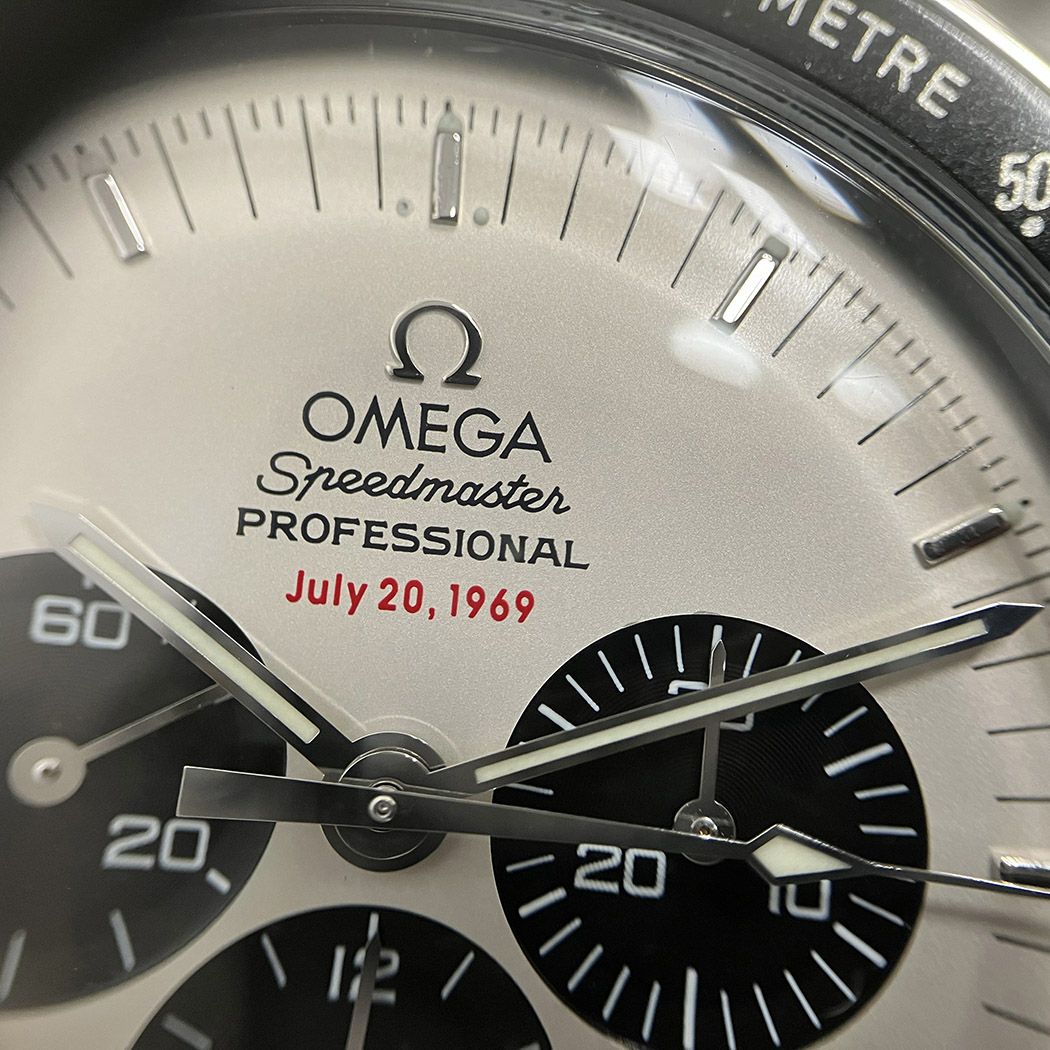 METRE
50
Ω
OMEGA
Speedmaster
PROFESSIONAL
July 20, 1969
60
20
20
10
12